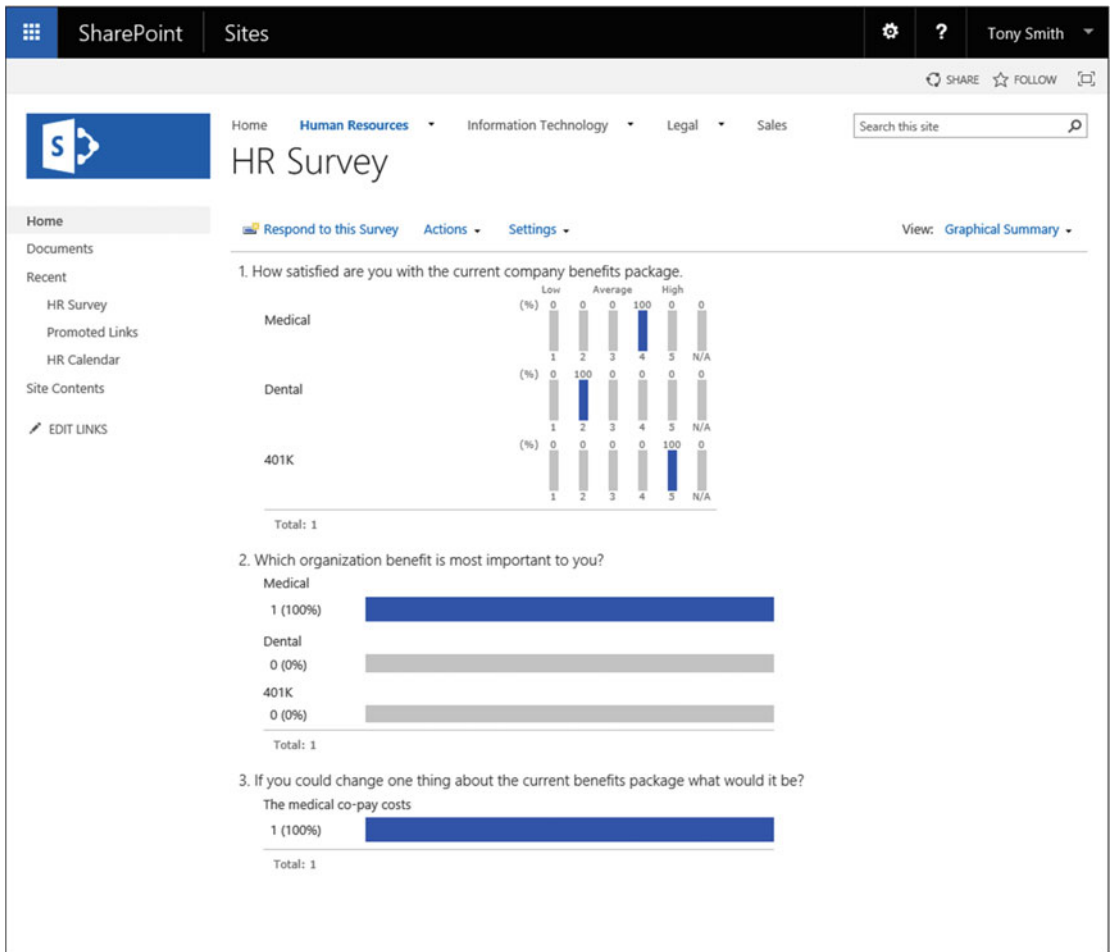 SharePoint Sites ? Tony Smith
SHARE FOLLOW
S
Home Human Resources Information Technology Legal Sales Search this site
HR Survey
Home
Documents
Recent
HR Survey
Promoted Links
HR Calendar
Site Contents
EDIT LINKS
Respond to this Survey Actions Settings View: Graphical Summary
1. How satisfied are you with the current company benefits package.
Low Average High
(%) 0 0 0 100 0 0
Medical
1 2 3 4 5 N/A
(%) 0 100 0 0 0 0
Dental
1 2 3 4 5 N/A
(%) 0 0 0 0 100 0
401K
1 2 3 4 5 N/A
Total: 1
2. Which organization benefit is most important to you?
Medical
1 (100%)
Dental
0 (0%)
401K
0 (0%)
Total: 1
3. If you could change one thing about the current benefits package what would it be?
The medical co-pay costs
1 (100%)
Total: 1